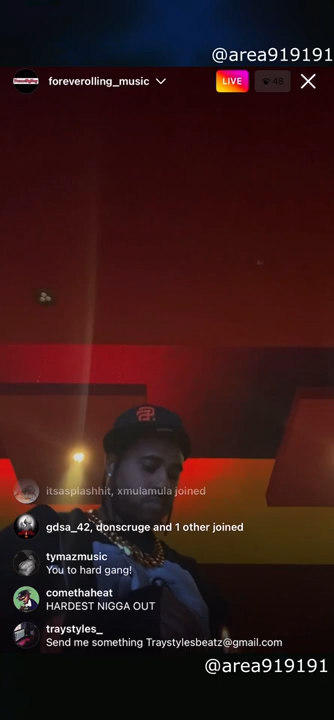 @area919191
foreverolling_music
LIVE
48
itsasplashhit, xmulamula joined
gdsa_42, donscruge and 1 other joined
tymazmusic
You to hard gang!
comethaheat
HARDEST NIGGA OUT
traystyles_
Send me something Traystylesbeatz@gmail.com
@area919191